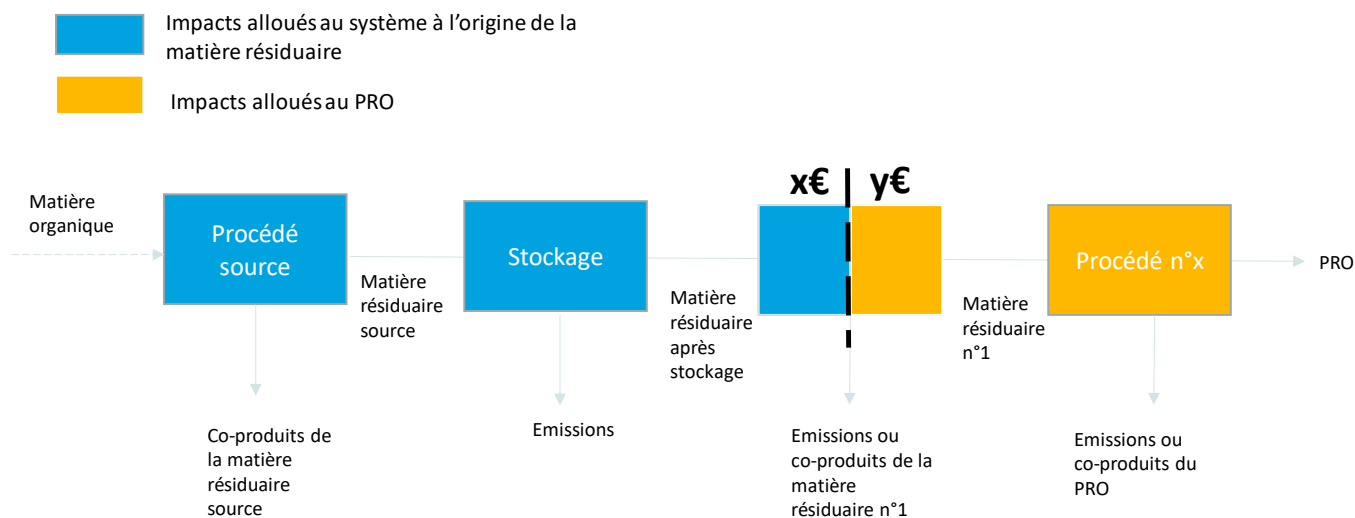 Impacts alloués au système à l'origine de la
matière résiduaire
Impacts alloués au PRO
x€
y€
Matière
organique
Procédé
source
Matière
résiduaire
source
Stockage
Matière
résiduaire
après
stockage
Matière
résiduaire
n°1
Procédé n°x
PRO
Co-produits de
la matière
résiduaire
source
Emissions
Emissions ou
co-produits de la
matière
résiduaire n°1
Emissions ou
co-produits du
PRO